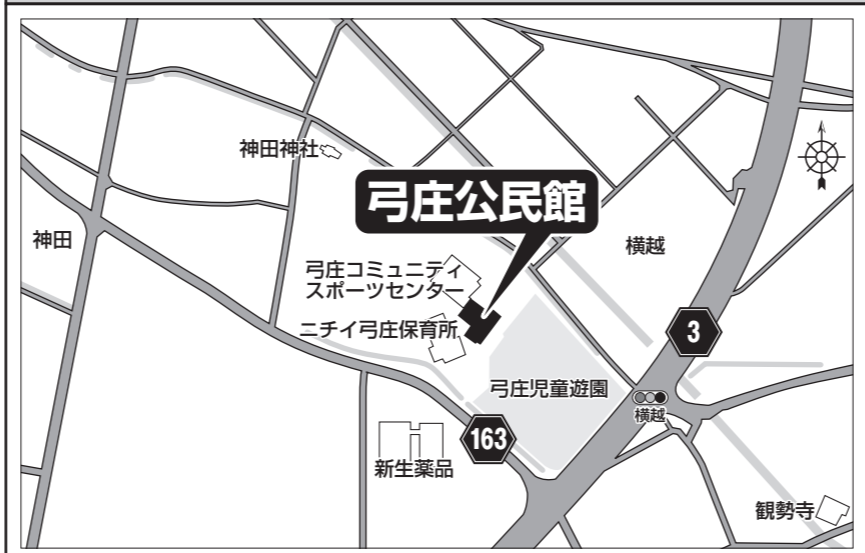 神田神社
弓庄公民館
神田
横越
弓庄コミュニティ
スポーツセンター
ニチイ弓庄保育所
3
弓庄児童遊園
横越
163
新生薬品
観勢寺